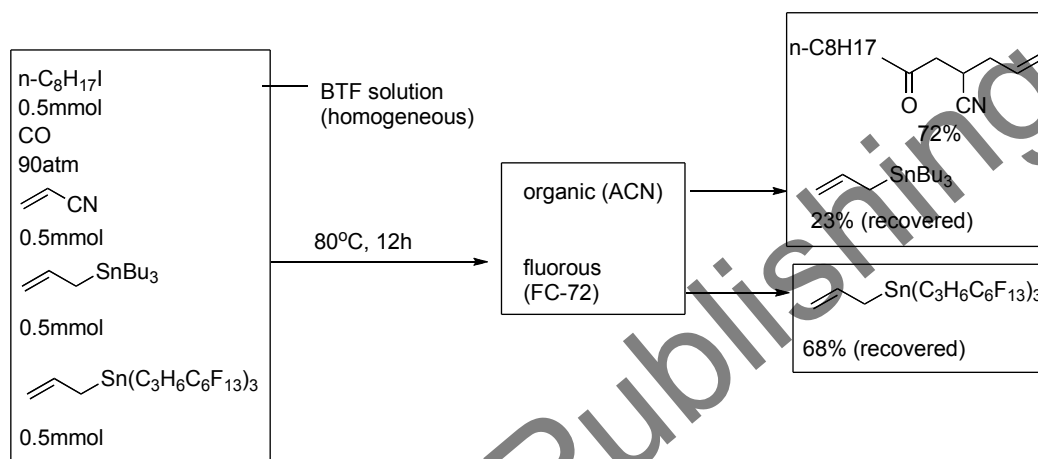 n-C8H17I
0.5mmol
CO
90atm
CN
0.5mmol
SnBu3
0.5mmol
Sn(C3H6C6F13)3
0.5mmol
BTF solution
(homogeneous)
80°C, 12h
organic (ACN)
fluorous
(FC-72)
n-C8H17
O
CN
72%
SnBu3
23% (recovered)
Sn(C3H6C6F13)3
68% (recovered)
Publishing